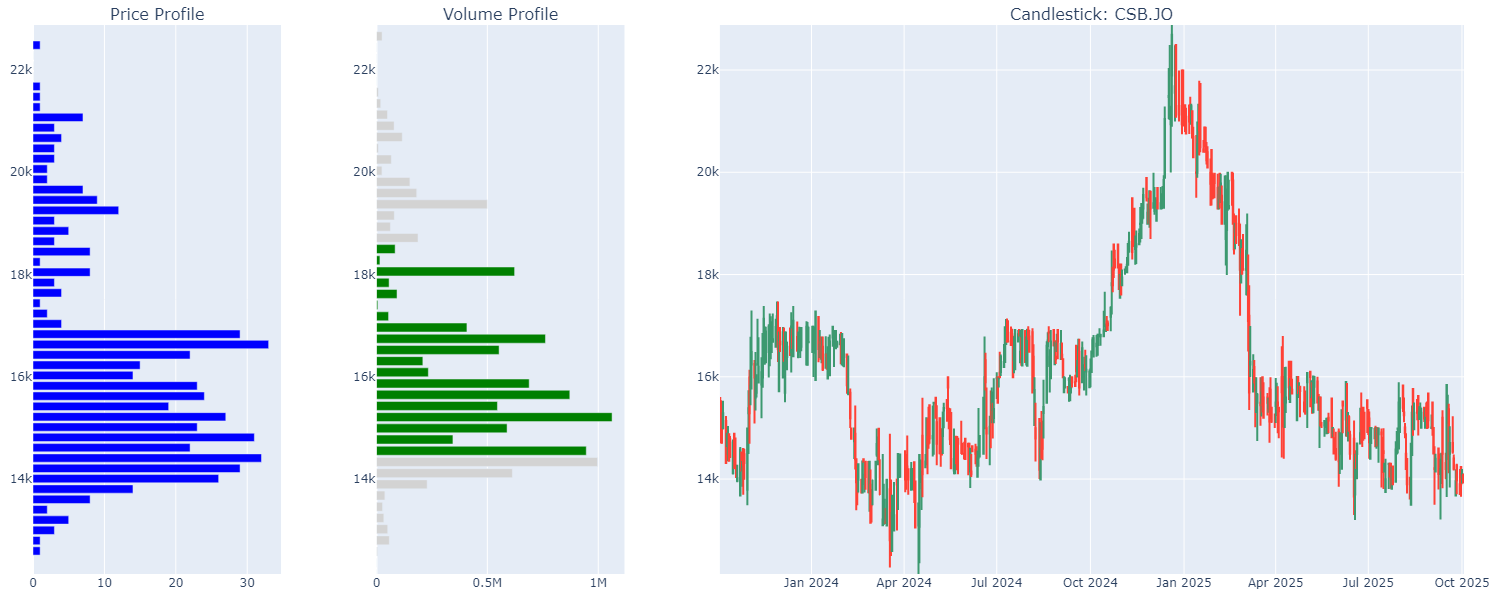 Price Profile
Volume Profile
Candlestick: CSB.JO
22k
20k
18k
16k
14k
0
10
20
30
22k
20k
18k
16k
14k
0
0.5M
1M
22k
20k
18k
16k
14k
Jan 2024
Apr 2024
Jul 2024
Oct 2024
Jan 2025
Apr 2025
Jul 2025
Oct 2025